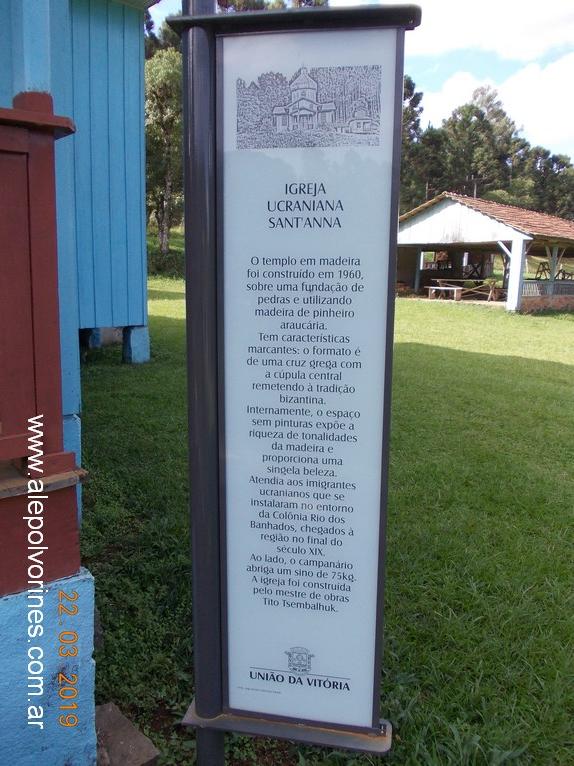 IGREJA
UCRANIANA
SANT'ANNA
O templo em madeira
foi construído em 1960,
sobre uma fundação de
pedras e utilizando
madeira de pinheiro
araucária.
Tem características
marcantes: o formato é
de uma cruz grega com
a cúpula central
remetendo à tradição
bizantina.
Internamente, o espaço
sem pinturas expõe a
riqueza de tonalidades
da madeira e
proporciona uma
singela beleza.
Atendia aos imigrantes
ucranianos que se
instalaram no entorno
da Colônia Rio dos
Banhados, chegados à
região no final do
século XIX.
Ao lado, o campanário
abriga um sino de 75kg.
A igreja foi construída
pelo mestre de obras
Tito Tsembalhuk.
UNIÃO DA VITÓRIA
www.alepolvorines.com.ar
22.03.2019